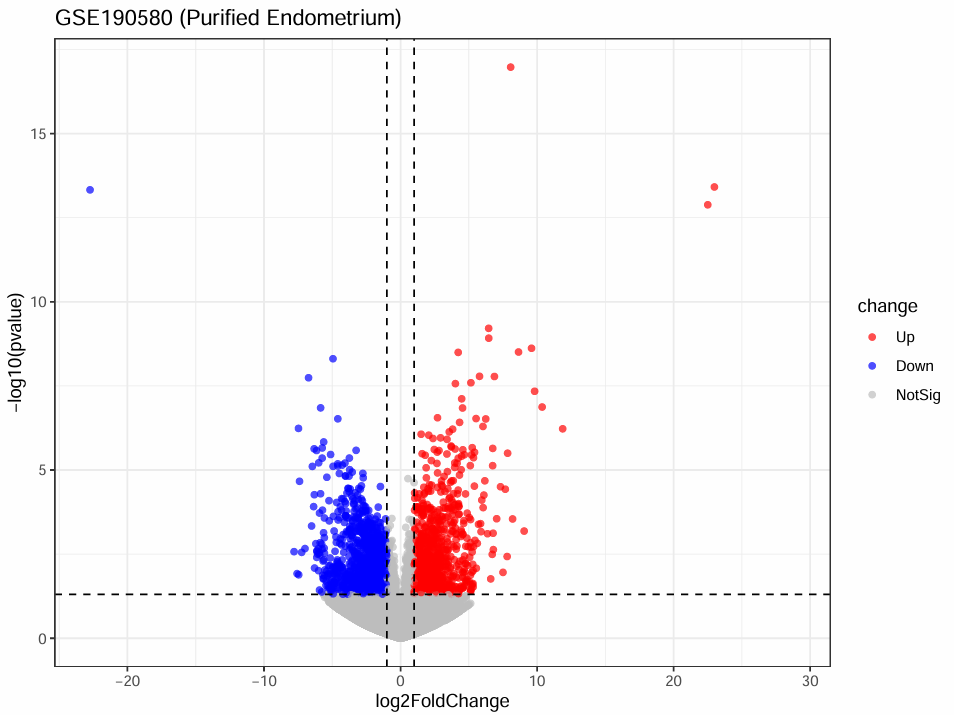 GSE190580 (Purified Endometrium)
−log10(pvalue)
15
10
5
0
−20
−10
0
10
20
30
log2FoldChange
change
Up
Down
NotSig